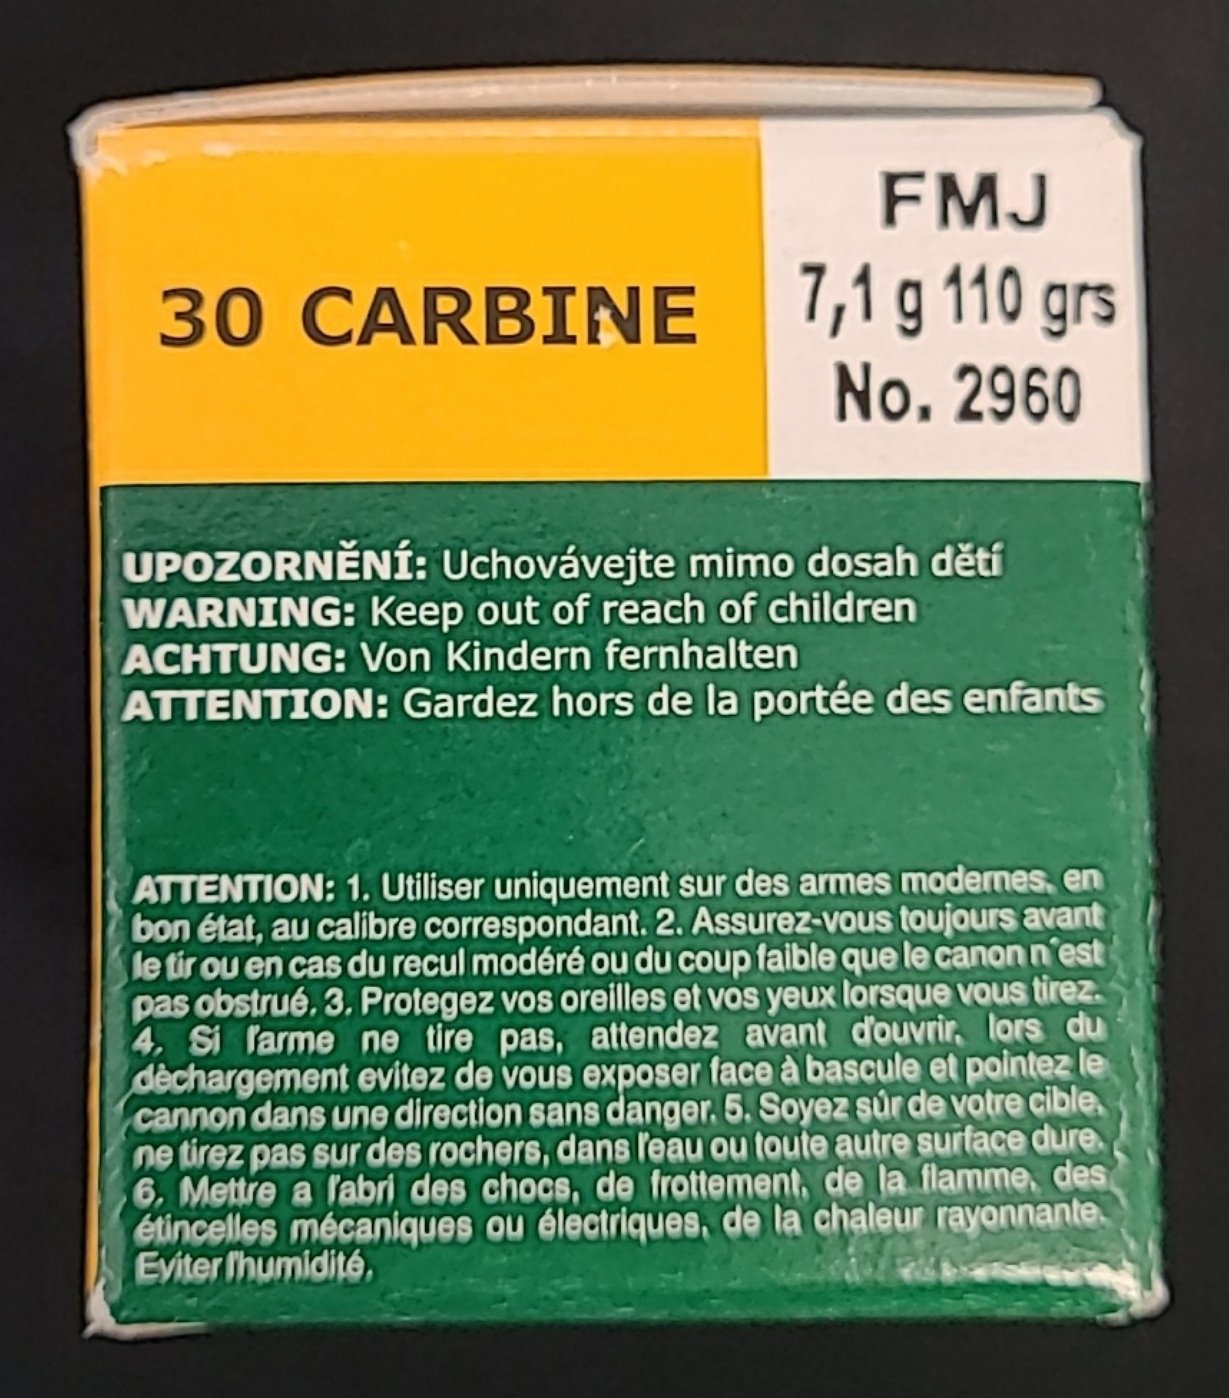 30 CARBINE
FMJ
7,1 g 110 grs
No. 2960
UPOZORNĚNÍ: Uchovávejte mimo dosah dětí
WARNING: Keep out of reach of children
ACHTUNG: Von Kindern fernhalten
ATTENTION: Gardez hors de la portée des enfants
ATTENTION: 1. Utiliser uniquement sur des armes modernes, en
bon état, au calibre correspondant. 2. Assurez-vous toujours avant
le tir ou en cas du recul modéré ou du coup faible que le canon n´est
pas obstrué. 3. Protegez vos oreilles et vos yeux lorsque vous tirez.
4. Si l'arme ne tire pas, attendez avant d'ouvrir, lors du
dèchargement evitez de vous exposer face à bascule et pointez le
cannon dans une direction sans danger. 5. Soyez sûr de votre cible,
ne tirez pas sur des rochers, dans l'eau ou toute autre surface dure.
6. Mettre a l'abri des chocs, de frottement, de la flamme, des
étincelles mécaniques ou électriques, de la chaleur rayonnante.
Eviter l'humidité.